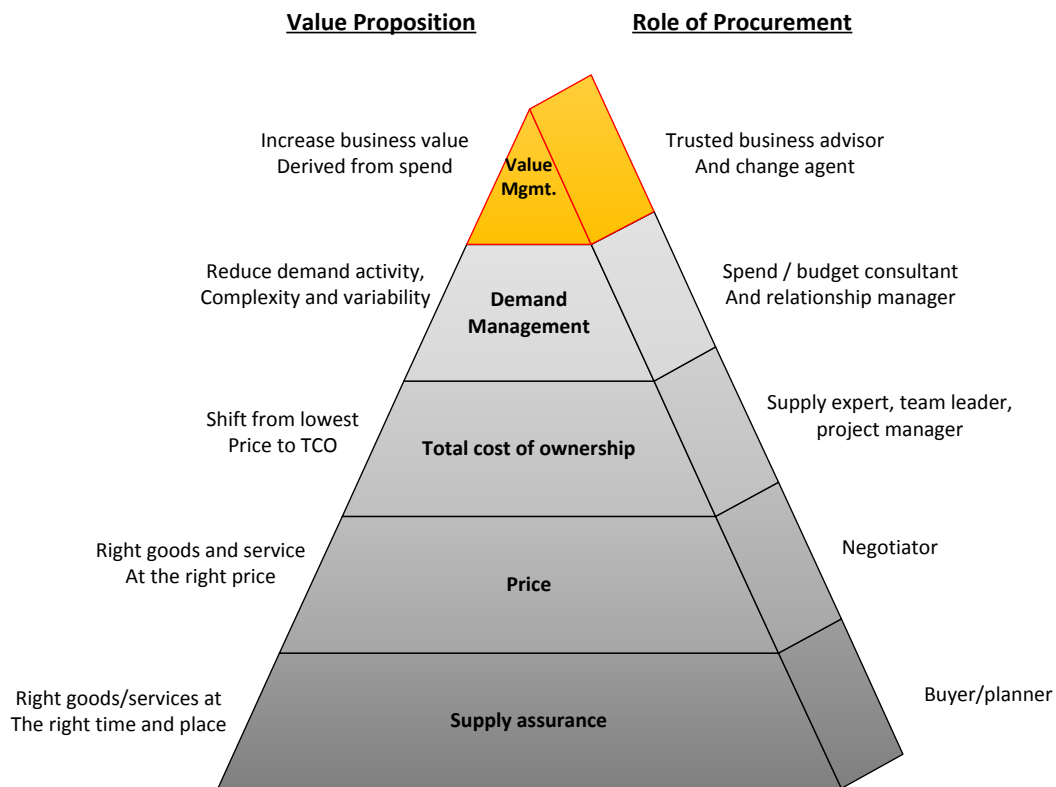 Value Proposition
Role of Procurement
Increase business value
Derived from spend
Value
Mgmt.
Trusted business advisor
And change agent
Reduce demand activity,
Complexity and variability
Demand
Management
Spend / budget consultant
And relationship manager
Shift from lowest
Price to TCO
Total cost of ownership
Supply expert, team leader,
project manager
Right goods and service
At the right price
Price
Negotiator
Right goods/services at
The right time and place
Supply assurance
Buyer/planner